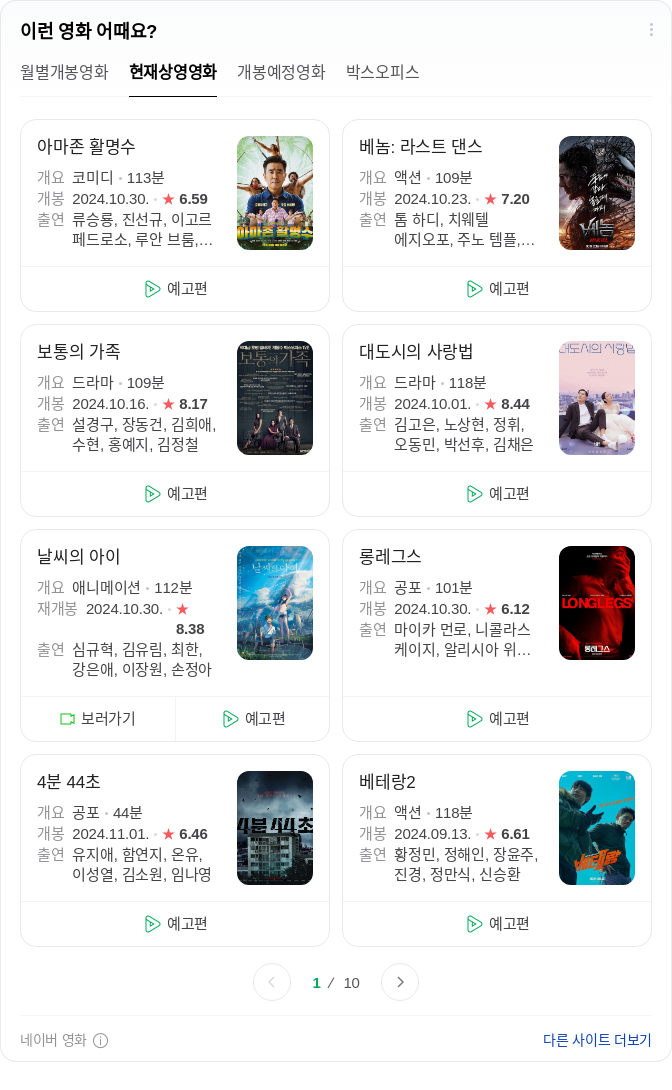 이런 영화 어때요?
월별개봉영화 현재상영영화 개봉예정영화 박스오피스
아마존 활명수
개요 코미디 113분
개봉 2024.10.30. ★ 6.59
출연 류승룡, 진선규, 이고르
페드로소, 루안 브룸,...
아마존 활명수
예고편
베놈: 라스트 댄스
개요 액션 109분
개봉 2024.10.23. ★ 7.20
출연 톰 하디, 치웨텔
에지오포, 주노 템플,...
베놈
예고편
보통의 가족
개요 드라마 109분
개봉 2024.10.16. ★ 8.17
출연 설경구, 장동건, 김희애,
수현, 홍예지, 김정철
보통의 가족
예고편
대도시의 사랑법
개요 드라마 118분
개봉 2024.10.01. ★ 8.44
출연 김고은, 노상현, 정휘,
오동민, 박선후, 김채은
대도시의 사랑법
예고편
날씨의 아이
개요 애니메이션 112분
재개봉 2024.10.30. ★
8.38
출연 심규혁, 김유림, 최한,
강은애, 이장원, 손정아
날씨의 아이
보러가기 예고편
롱레그스
개요 공포 101분
개봉 2024.10.30. ★ 6.12
출연 마이카 먼로, 니콜라스
케이지, 알리시아 위...
LONGLEGS
롱레그스
예고편
4분 44초
개요 공포 44분
개봉 2024.11.01. ★ 6.46
출연 유지애, 함연지, 온유,
이성열, 김소원, 임나영
4분 44초
예고편
베테랑2
개요 액션 118분
개봉 2024.09.13. ★ 6.61
출연 황정민, 정해인, 장윤주,
진경, 정만식, 신승환
베테랑
예고편
1 / 10
네이버 영화
다른 사이트 더보기